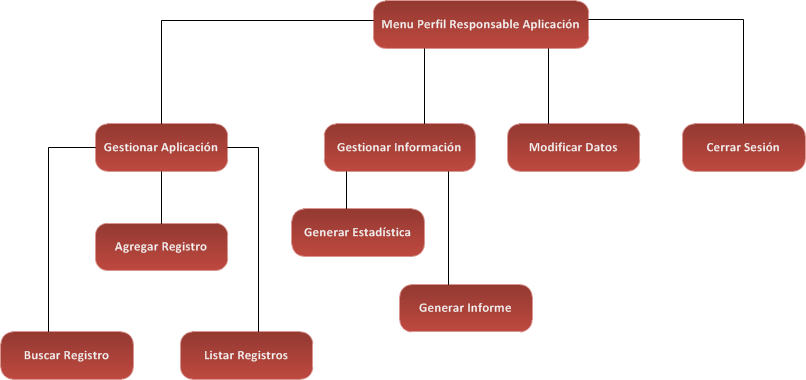 Menu Perfil Responsable Aplicación
Gestionar Aplicación
Gestionar Información
Modificar Datos
Cerrar Sesión
Agregar Registro
Generar Estadística
Generar Informe
Buscar Registro
Listar Registros